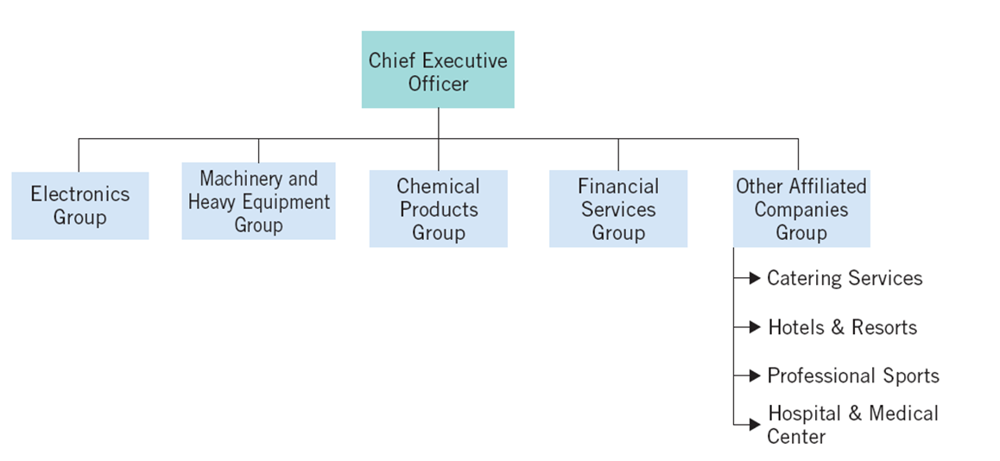 Chief Executive
Officer
Electronics
Group
Machinery and
Heavy Equipment
Group
Chemical
Products
Group
Financial
Services
Group
Other Affiliated
Companies
Group
Catering Services
Hotels & Resorts
Professional Sports
Hospital & Medical
Center